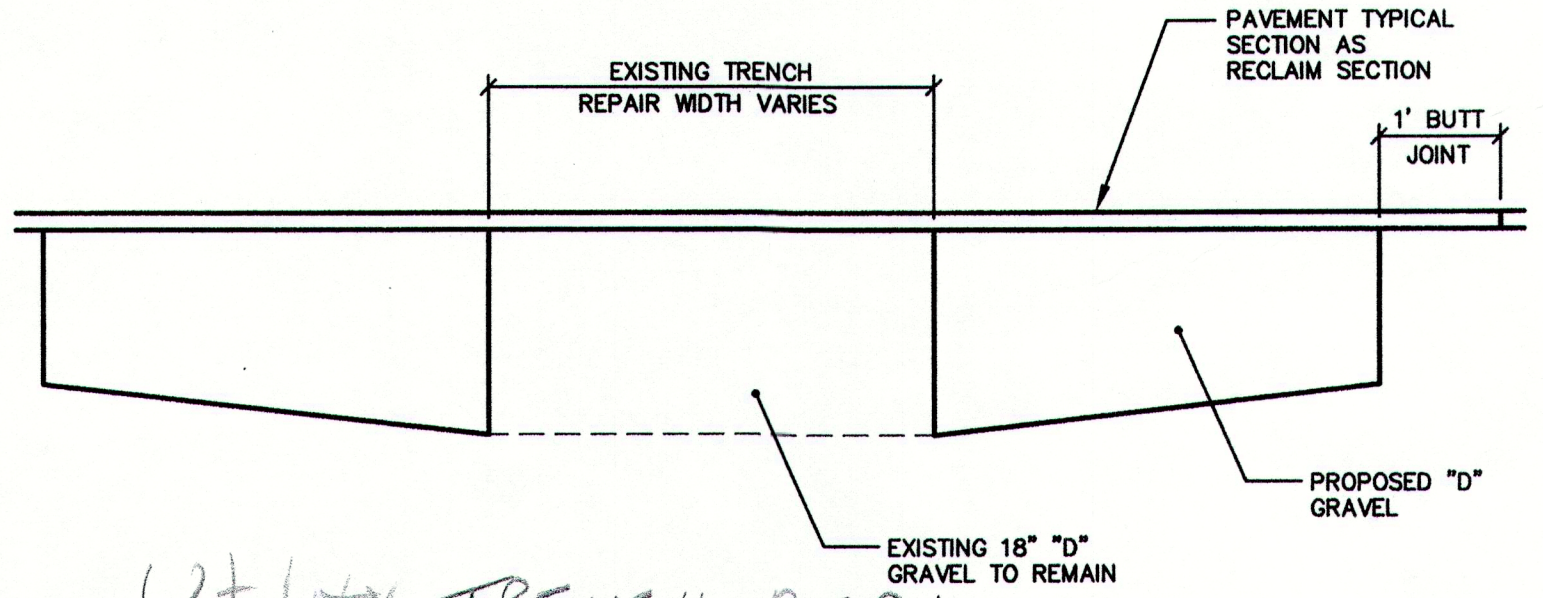 PAVEMENT TYPICAL
SECTION AS
RECLAIM SECTION
EXISTING TRENCH
REPAIR WIDTH VARIES
1' BUTT
JOINT
PROPOSED "D"
GRAVEL
EXISTING 18" "D"
GRAVEL TO REMAIN
TRENCH